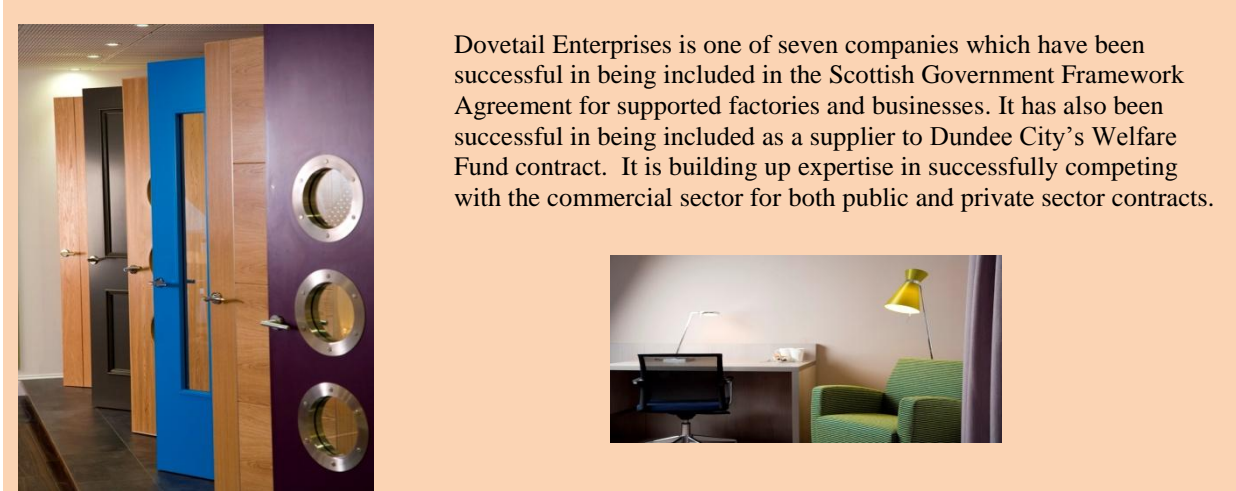 Dovetail Enterprises is one of seven companies which have been
successful in being included in the Scottish Government Framework
Agreement for supported factories and businesses. It has also been
successful in being included as a supplier to Dundee City’s Welfare
Fund contract.  It is building up expertise in successfully competing
with the commercial sector for both public and private sector contracts.